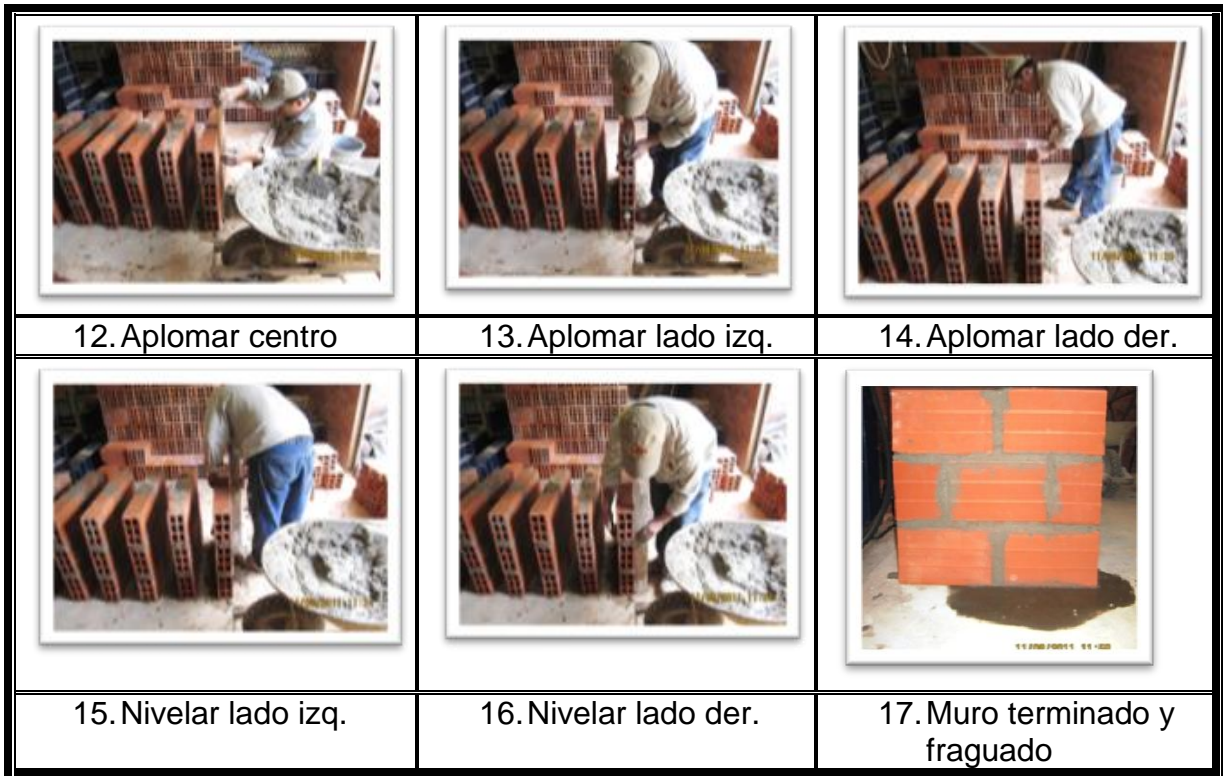 12. Aplomar centro
13. Aplomar lado izq.
14. Aplomar lado der.
15. Nivelar lado izq.
16. Nivelar lado der.
17. Muro terminado y
fraguado